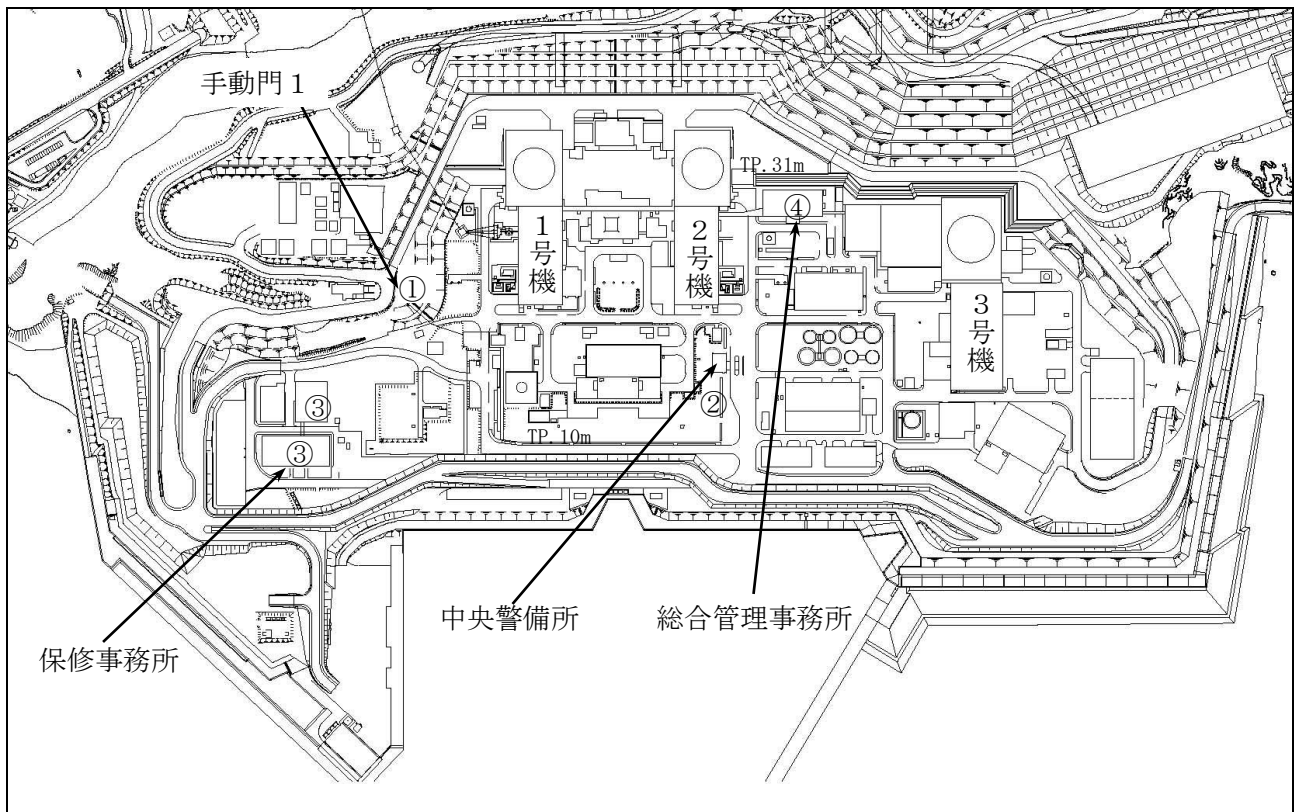 手動門１
TP.31m
④
１号機
２号機
①
３号機
②
③
TP.10m
③
中央警備所
総合管理事務所
保修事務所